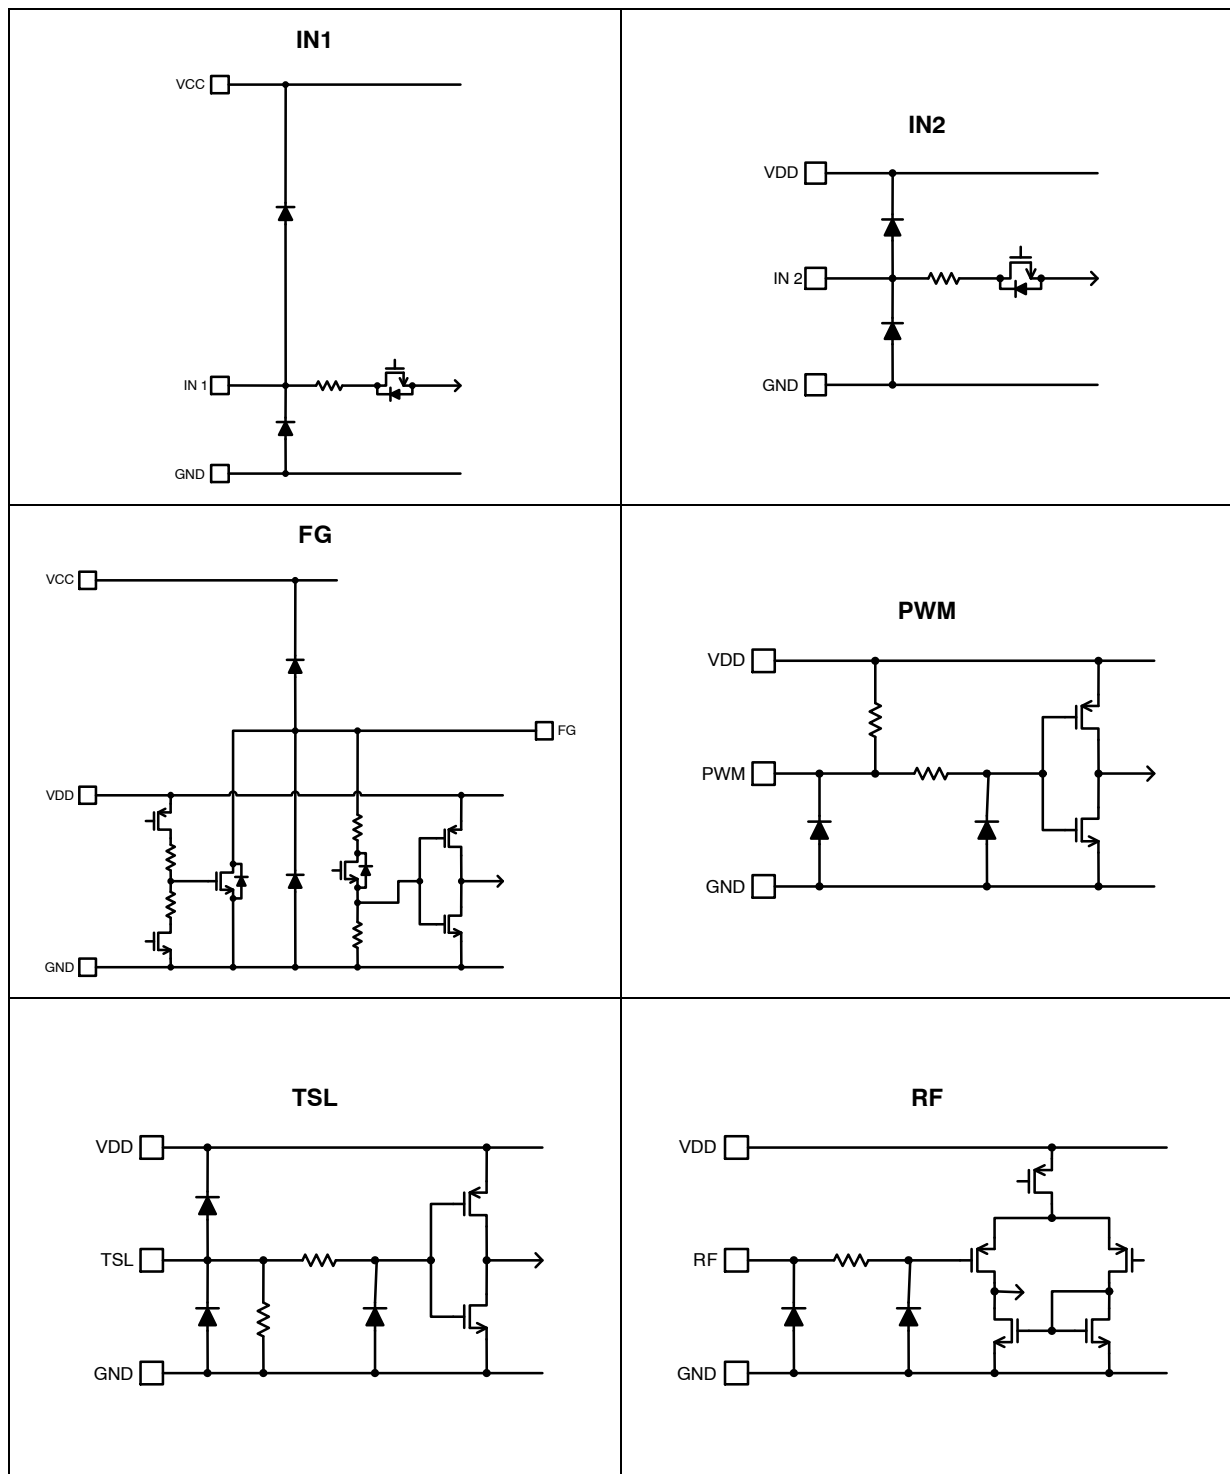 IN1
VCC
IN 1
GND
IN2
VDD
IN 2
GND
FG
VCC
FG
VDD
GND
PWM
VDD
PWM
GND
TSL
VDD
TSL
GND
RF
VDD
RF
GND